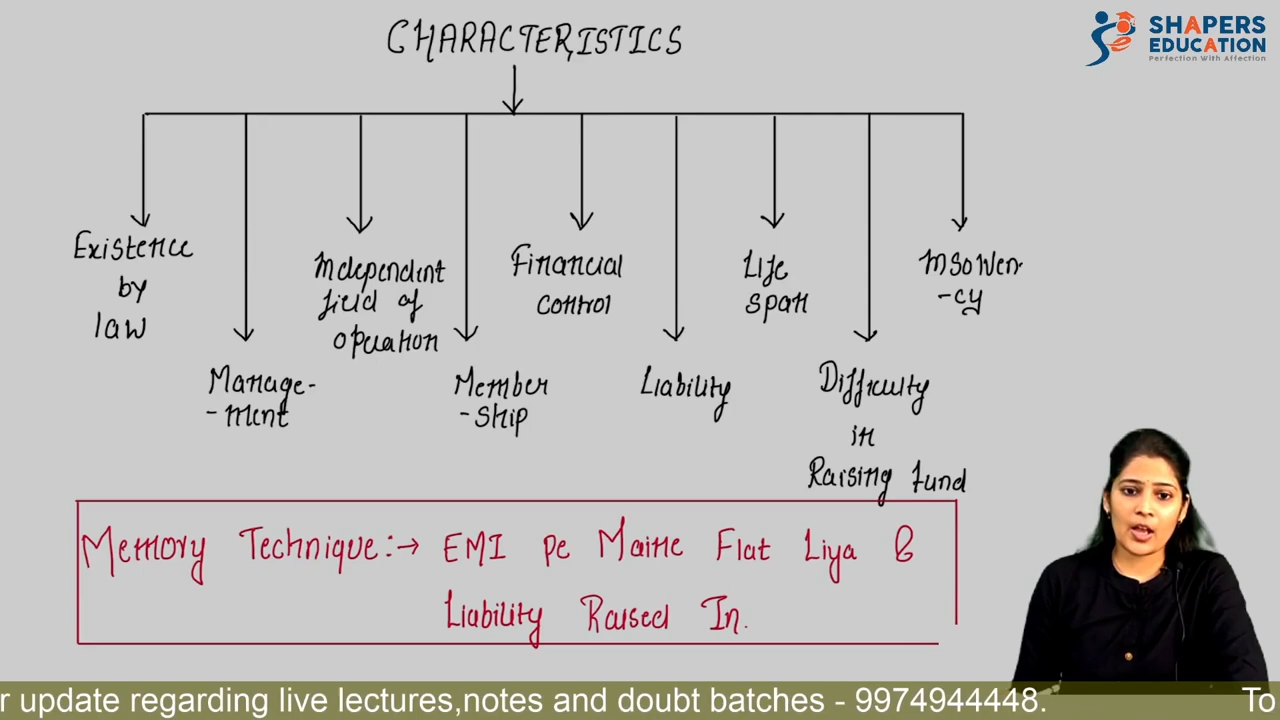 CHARACTERISTICS
SHAPERS
EDUCATION
Perfection With Affection
Existence
by
law
Manage-
-ment
Independent
field of
operation
Member
-ship
Financial
control
Liability
Life
span
Difficulty
in
Raising fund
Insolven-
-cy
Memory Technique:→ EMI pe Maine Flat Liya &
Liability Raised In.
r update regarding live lectures,notes and doubt batches - 9974944448.
To